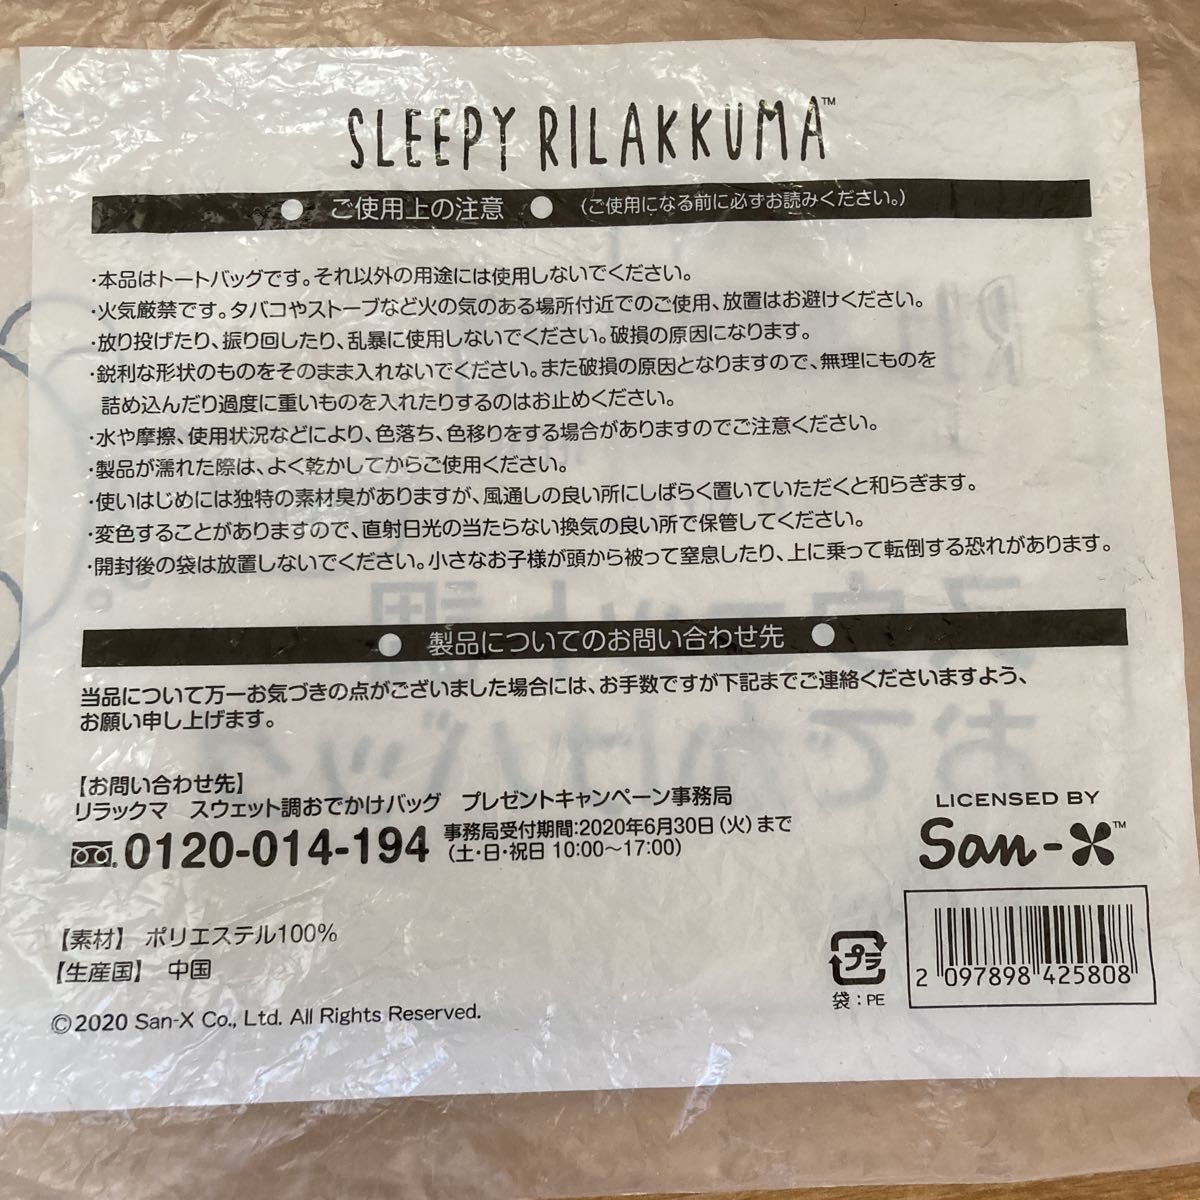 SLEEPY RILAKKUMA™
● ご使用上の注意 ● (ご使用になる前に必ずお読みください。)
・本品はトートバッグです。それ以外の用途には使用しないでください。
・火気厳禁です。タバコやストーブなど火の気のある場所付近でのご使用、放置はお避けください。
・放り投げたり、振り回したり、乱暴に使用しないでください。破損の原因になります。
・鋭利な形状のものをそのまま入れないでください。また破損の原因となりますので、無理にものを
詰め込んだり過度に重いものを入れたりするのはお止めください。
・水や摩擦、使用状況などにより、色落ち、色移りをする場合がありますのでご注意ください。
・製品が濡れた際は、よく乾かしてからご使用ください。
・使いはじめには独特の素材臭がありますが、風通しの良い所にしばらく置いていただくと和らぎます。
・変色することがありますので、直射日光の当たらない換気の良い所で保管してください。
・開封後の袋は放置しないでください。小さなお子様が頭から被って窒息したり、上に乗って転倒する恐れがあります。
● 製品についてのお問い合わせ先 ●
当品について万一お気づきの点がございました場合には、お手数ですが下記までご連絡くださいますよう、
お願い申し上げます。
【お問い合わせ先】
リラックマ スウェット調おでかけバッグ プレゼントキャンペーン事務局
0120-014-194 事務局受付期間:2020年6月30日(火)まで
(土・日・祝日 10:00〜17:00)
LICENSED BY
San-X™
【素材】 ポリエステル100%
【生産国】 中国
プラ
袋:PE
2 097898 425808
©2020 San-X Co., Ltd. All Rights Reserved.